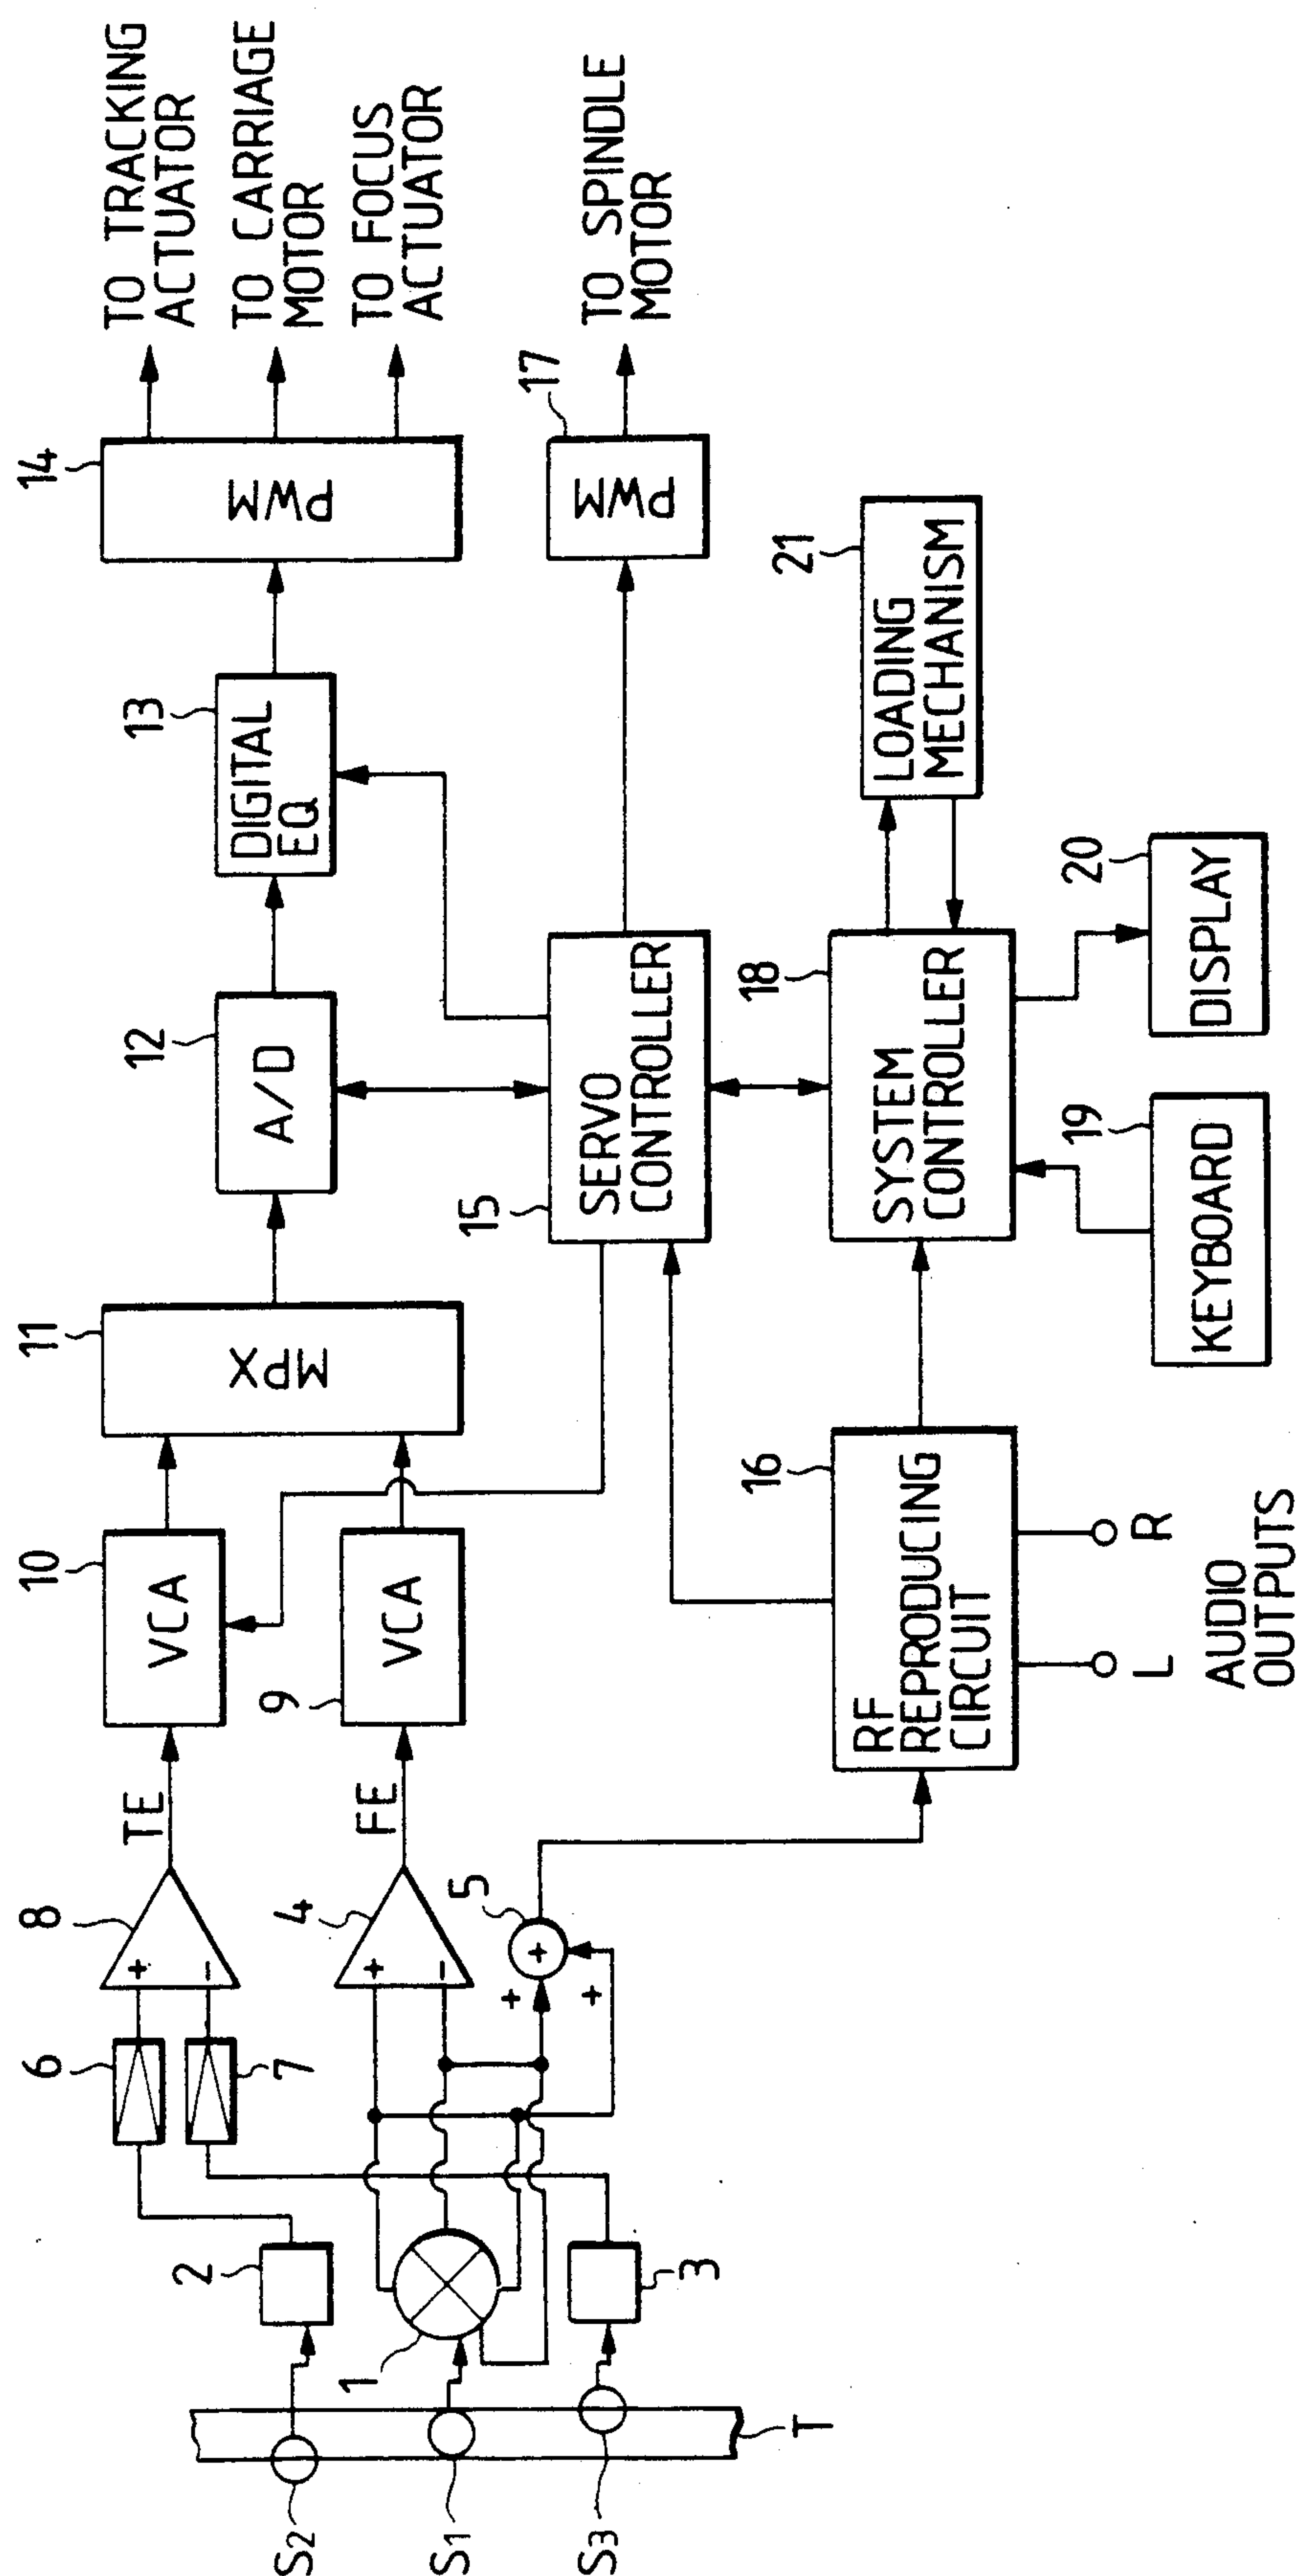 S2
S1
S3
T
1
2
3
6
7
8
+
-
4
+
-
5
+
+
+
TE
FE
10
VCA
9
VCA
11
MPX
12
A/D
13
DIGITAL
EQ
14
PWM
TO TRACKING
ACTUATOR
TO CARRIAGE
MOTOR
TO FOCUS
ACTUATOR
15
SERVO
CONTROLLER
17
PWM
TO SPINDLE
MOTOR
16
RF
REPRODUCING
CIRCUIT
L
R
AUDIO
OUTPUTS
18
SYSTEM
CONTROLLER
21
LOADING
MECHANISM
19
KEYBOARD
20
DISPLAY